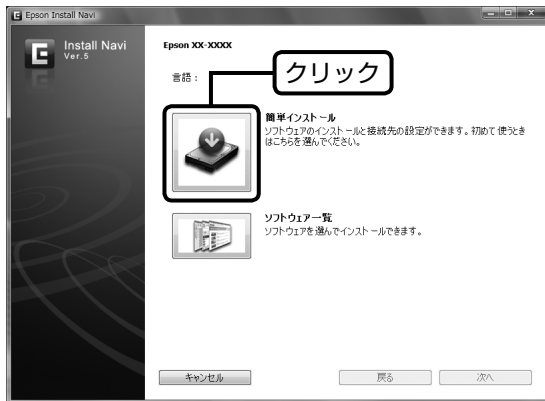 Epson Install Navi
Install Navi
Ver.5
Epson XX-XXXX
言語：
クリック
簡単インストール
ソフトウェアのインストールと接続先の設定ができます。初めて使うとき
はこちらを選んでください。
ソフトウェア一覧
ソフトウェアを選んでインストールできます。
キャンセル
戻る
次へ